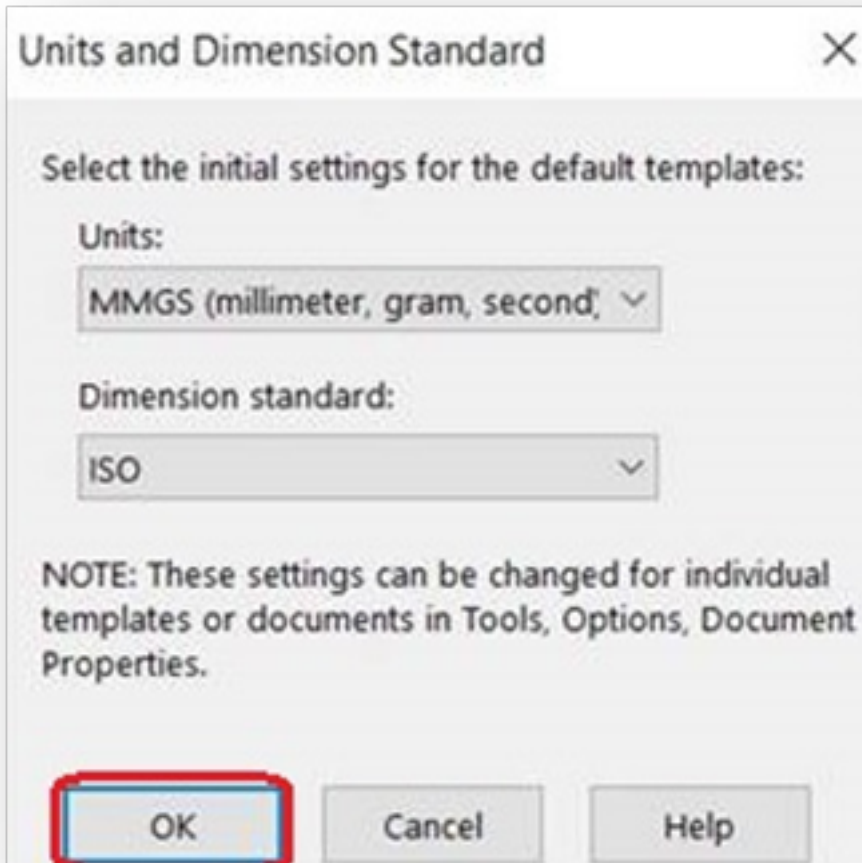 Units and Dimension Standard
Select the initial settings for the default templates:
Units:
MMGS (millimeter, gram, second)
Dimension standard:
ISO
NOTE: These settings can be changed for individual
templates or documents in Tools, Options, Document
Properties.
OK Cancel Help